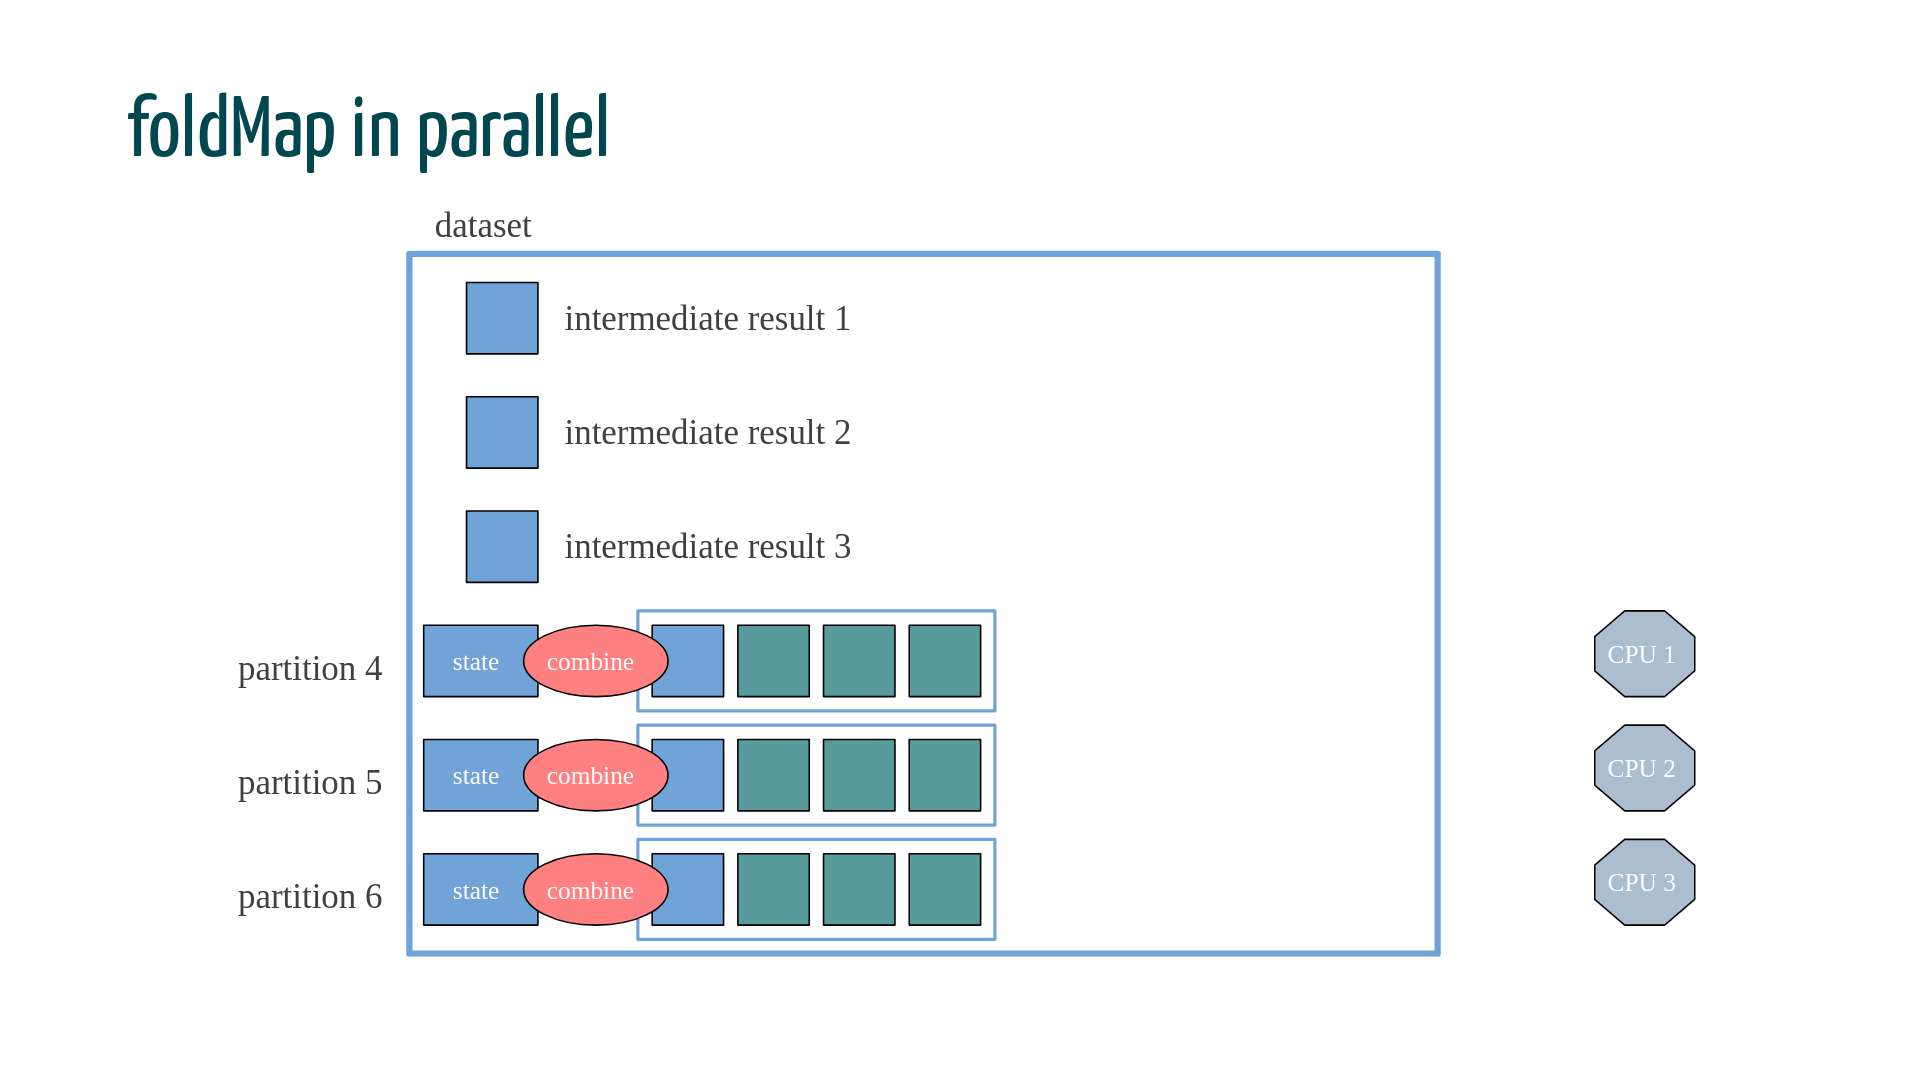 foldMap in parallel
dataset
intermediate result 1
intermediate result 2
intermediate result 3
partition 4 state combine CPU 1
partition 5 state combine CPU 2
partition 6 state combine CPU 3